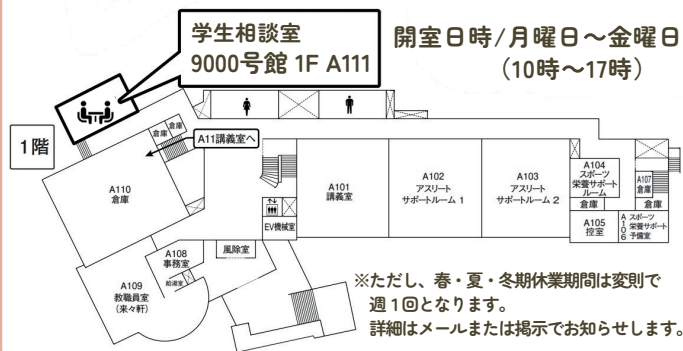 学生相談室
9000号館 1F A111
開室日時/月曜日～金曜日
（10時～17時）
1階
倉庫
倉庫
A11講義室へ
A110
倉庫
A101
講義室
A102
アスリート
サポートルーム 1
A103
アスリート
サポートルーム 2
A104
スポーツ
栄養サポート
ルーム
A107
倉庫
倉庫
倉庫
A105
控室
A106
スポーツ
栄養サポート
予備室
EV機械室
風除室
A108
事務室
給湯室
A109
教職員室
（来々軒）
※ただし、春・夏・冬期休業期間は変則で
週1回となります。
詳細はメールまたは掲示でお知らせします。